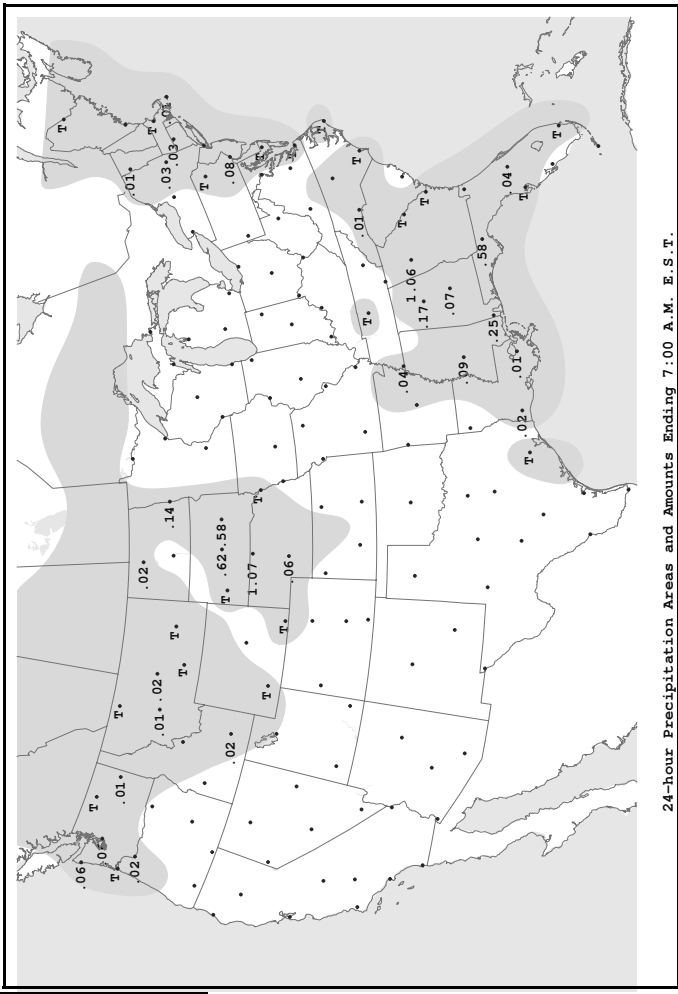 T
.06
T
0
T
T
.01
.01
.02
.02
T
.01 .02
.03 .01
.14 .03
T
T
T
.62 .58
T
.08
.02
1.07
T
T
T
T
.06
T
T
.01
T
.04
T
1.06
.17
T
.07
.09
.58
.25
.04
.01
.02
T
T
T
24-hour Precipitation Areas and Amounts Ending 7:00 A.M. E.S.T.